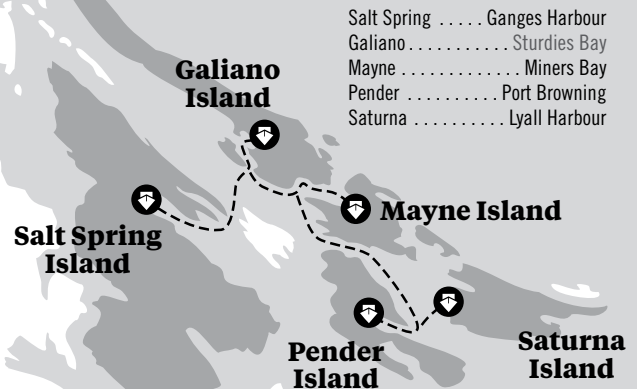 Salt Spring ..... Ganges Harbour
Galiano ........... Sturdies Bay
Mayne ............. Miners Bay
Pender .......... Port Browning
Saturna .......... Lyall Harbour
Galiano
Island
Mayne Island
Salt Spring
Island
Pender
Island
Saturna
Island